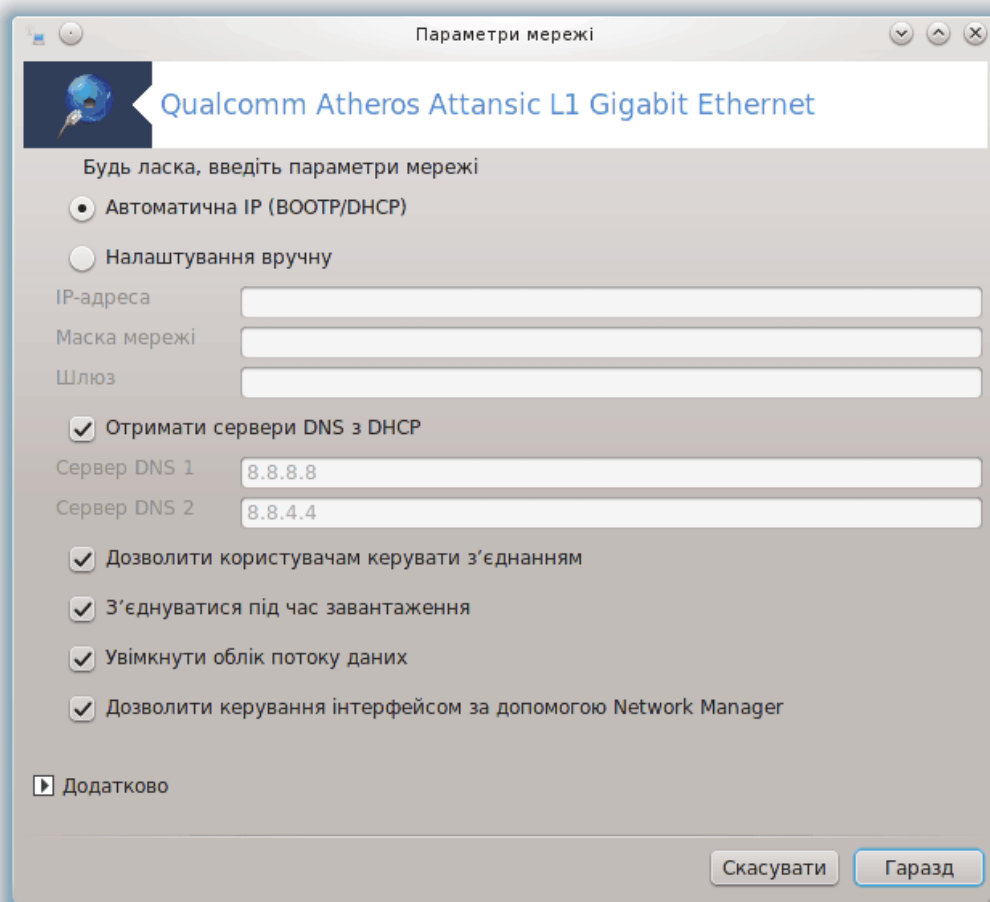 Параметри мережі
Qualcomm Atheros Attansic L1 Gigabit Ethernet
Будь ласка, введіть параметри мережі
Автоматична IP (BOOTP/DHCP)
Налаштування вручну
IP-адреса
Маска мережі
Шлюз
Отримати сервери DNS з DHCP
Сервер DNS 1 8.8.8.8
Сервер DNS 2 8.8.4.4
Дозволити користувачам керувати з’єднанням
З’єднуватися під час завантаження
Увімкнути облік потоку даних
Дозволити керування інтерфейсом за допомогою Network Manager
Додатково
Скасувати Гаразд